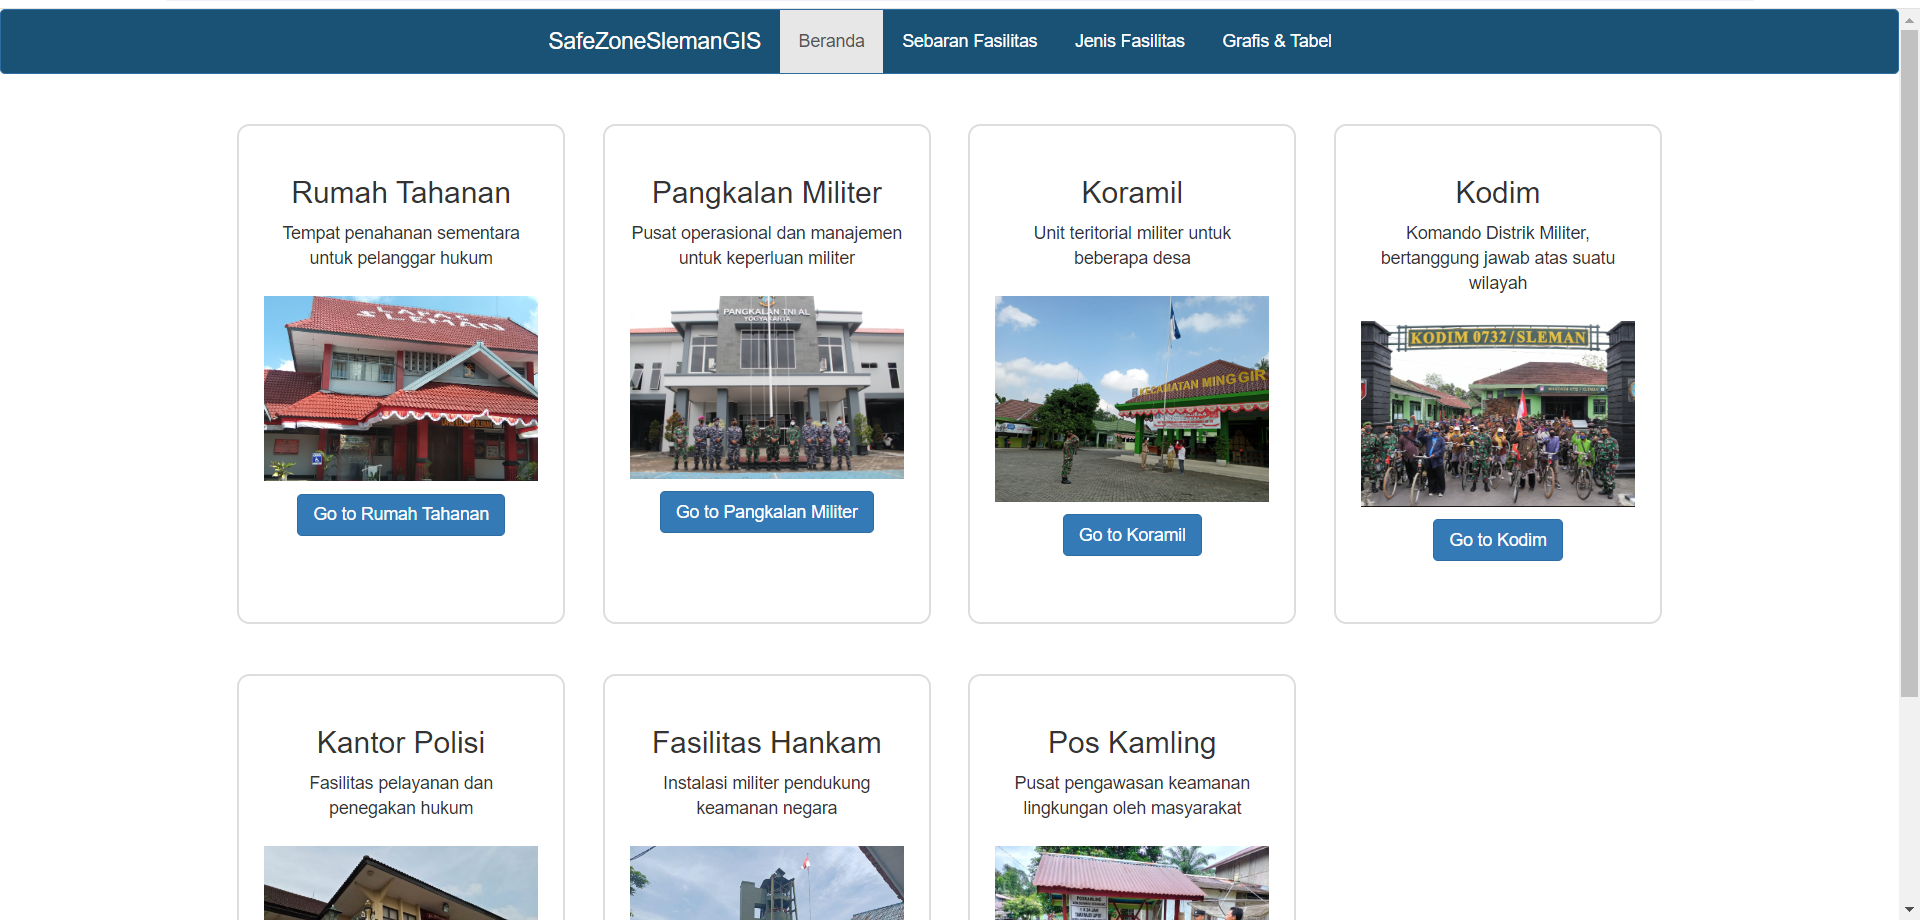 SafeZoneSlemanGIS
Beranda
Sebaran Fasilitas
Jenis Fasilitas
Grafis & Tabel
Rumah Tahanan
Tempat penahanan sementara
untuk pelanggar hukum
LAPAS
SLEMAN
Go to Rumah Tahanan
Pangkalan Militer
Pusat operasional dan manajemen
untuk keperluan militer
PANGKALAN TNI AL
YOGYAKARTA
Go to Pangkalan Militer
Koramil
Unit teritorial militer untuk
beberapa desa
KECAMATAN MINGGIR
Go to Koramil
Kodim
Komando Distrik Militer,
bertanggung jawab atas suatu
wilayah
KODIM 0732/SLEMAN
Go to Kodim
Kantor Polisi
Fasilitas pelayanan dan
penegakan hukum
Fasilitas Hankam
Instalasi militer pendukung
keamanan negara
Pos Kamling
Pusat pengawasan keamanan
lingkungan oleh masyarakat